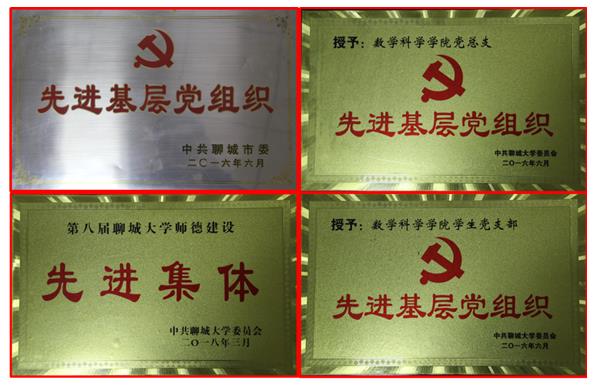 先进基层党组织
中共聊城市委
二〇一六年六月
授予：数学科学学院党总支
先进基层党组织
中共聊城大学委员会
二〇一六年六月
第八届聊城大学师德建设
先进集体
中共聊城大学委员会
二〇一八年三月
授予：数学科学学院学生党支部
先进基层党组织
中共聊城大学委员会
二〇一六年六月